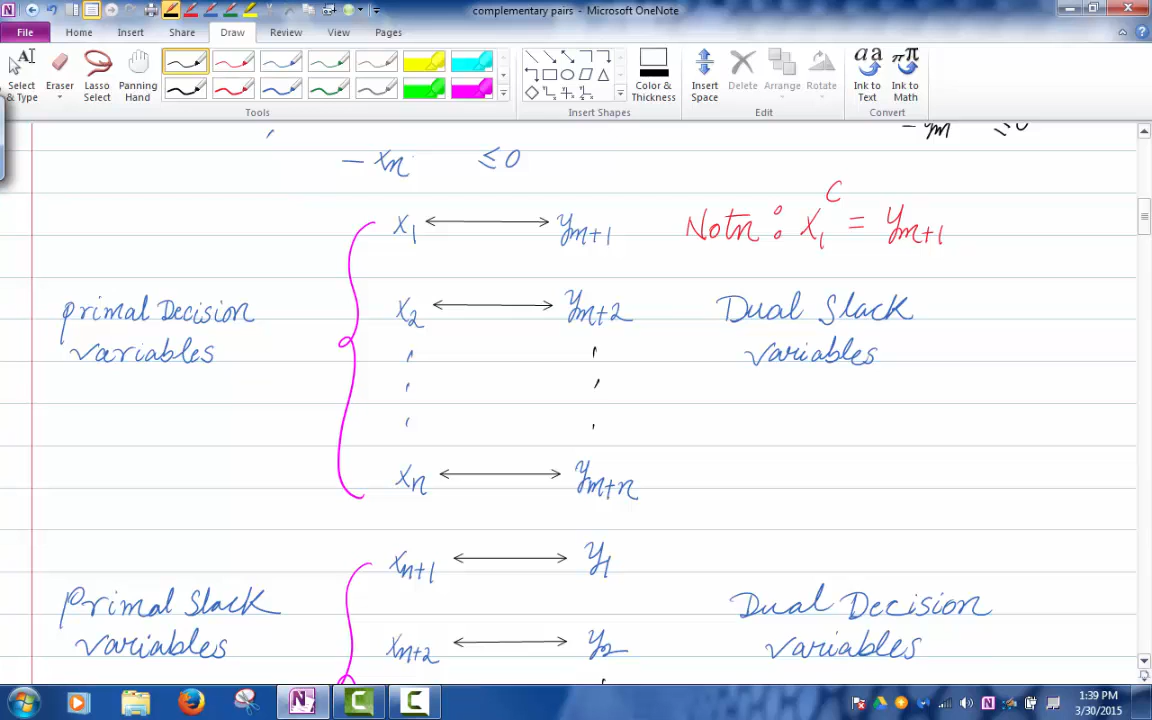 complementary pairs - Microsoft OneNote
File Home Insert Share Draw Review View Pages
Select & Type
Eraser
Lasso Select
Panning Hand
Color & Thickness
Insert Space
Delete
Arrange
Rotate
Ink to Text
Ink to Math
Tools
Insert Shapes
Edit
Convert
- ym ≤0
- xn ≤0
x1 ↔ ym+1 Notn : x1^C = ym+1
primal Decision variables
x2 ↔ ym+2
Dual Slack variables
xn ↔ ym+n
xn+1 ↔ y1
Primal Slack variables
Dual Decision variables
xn+2 ↔ y2
1:39 PM
3/30/2015